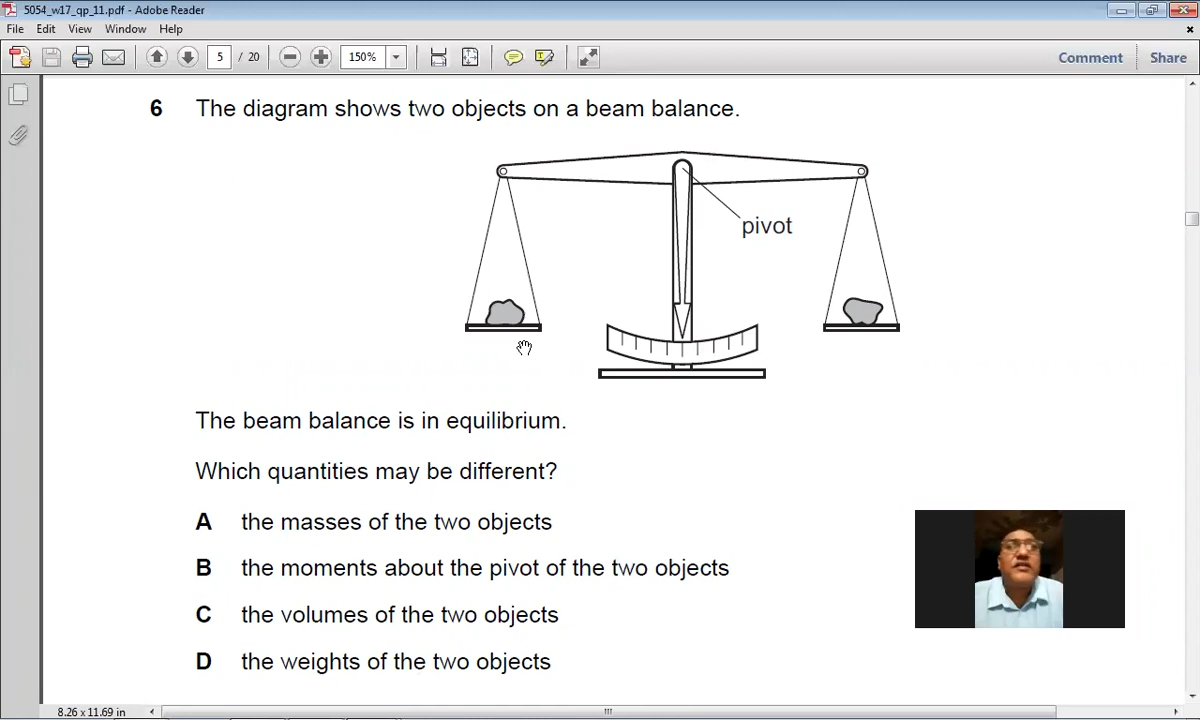 5054_w17_qp_11.pdf - Adobe Reader
File Edit View Window Help
5 / 20 150% Comment Share
6 The diagram shows two objects on a beam balance.
pivot
The beam balance is in equilibrium.
Which quantities may be different?
A the masses of the two objects
B the moments about the pivot of the two objects
C the volumes of the two objects
D the weights of the two objects
8.26 x 11.69 in